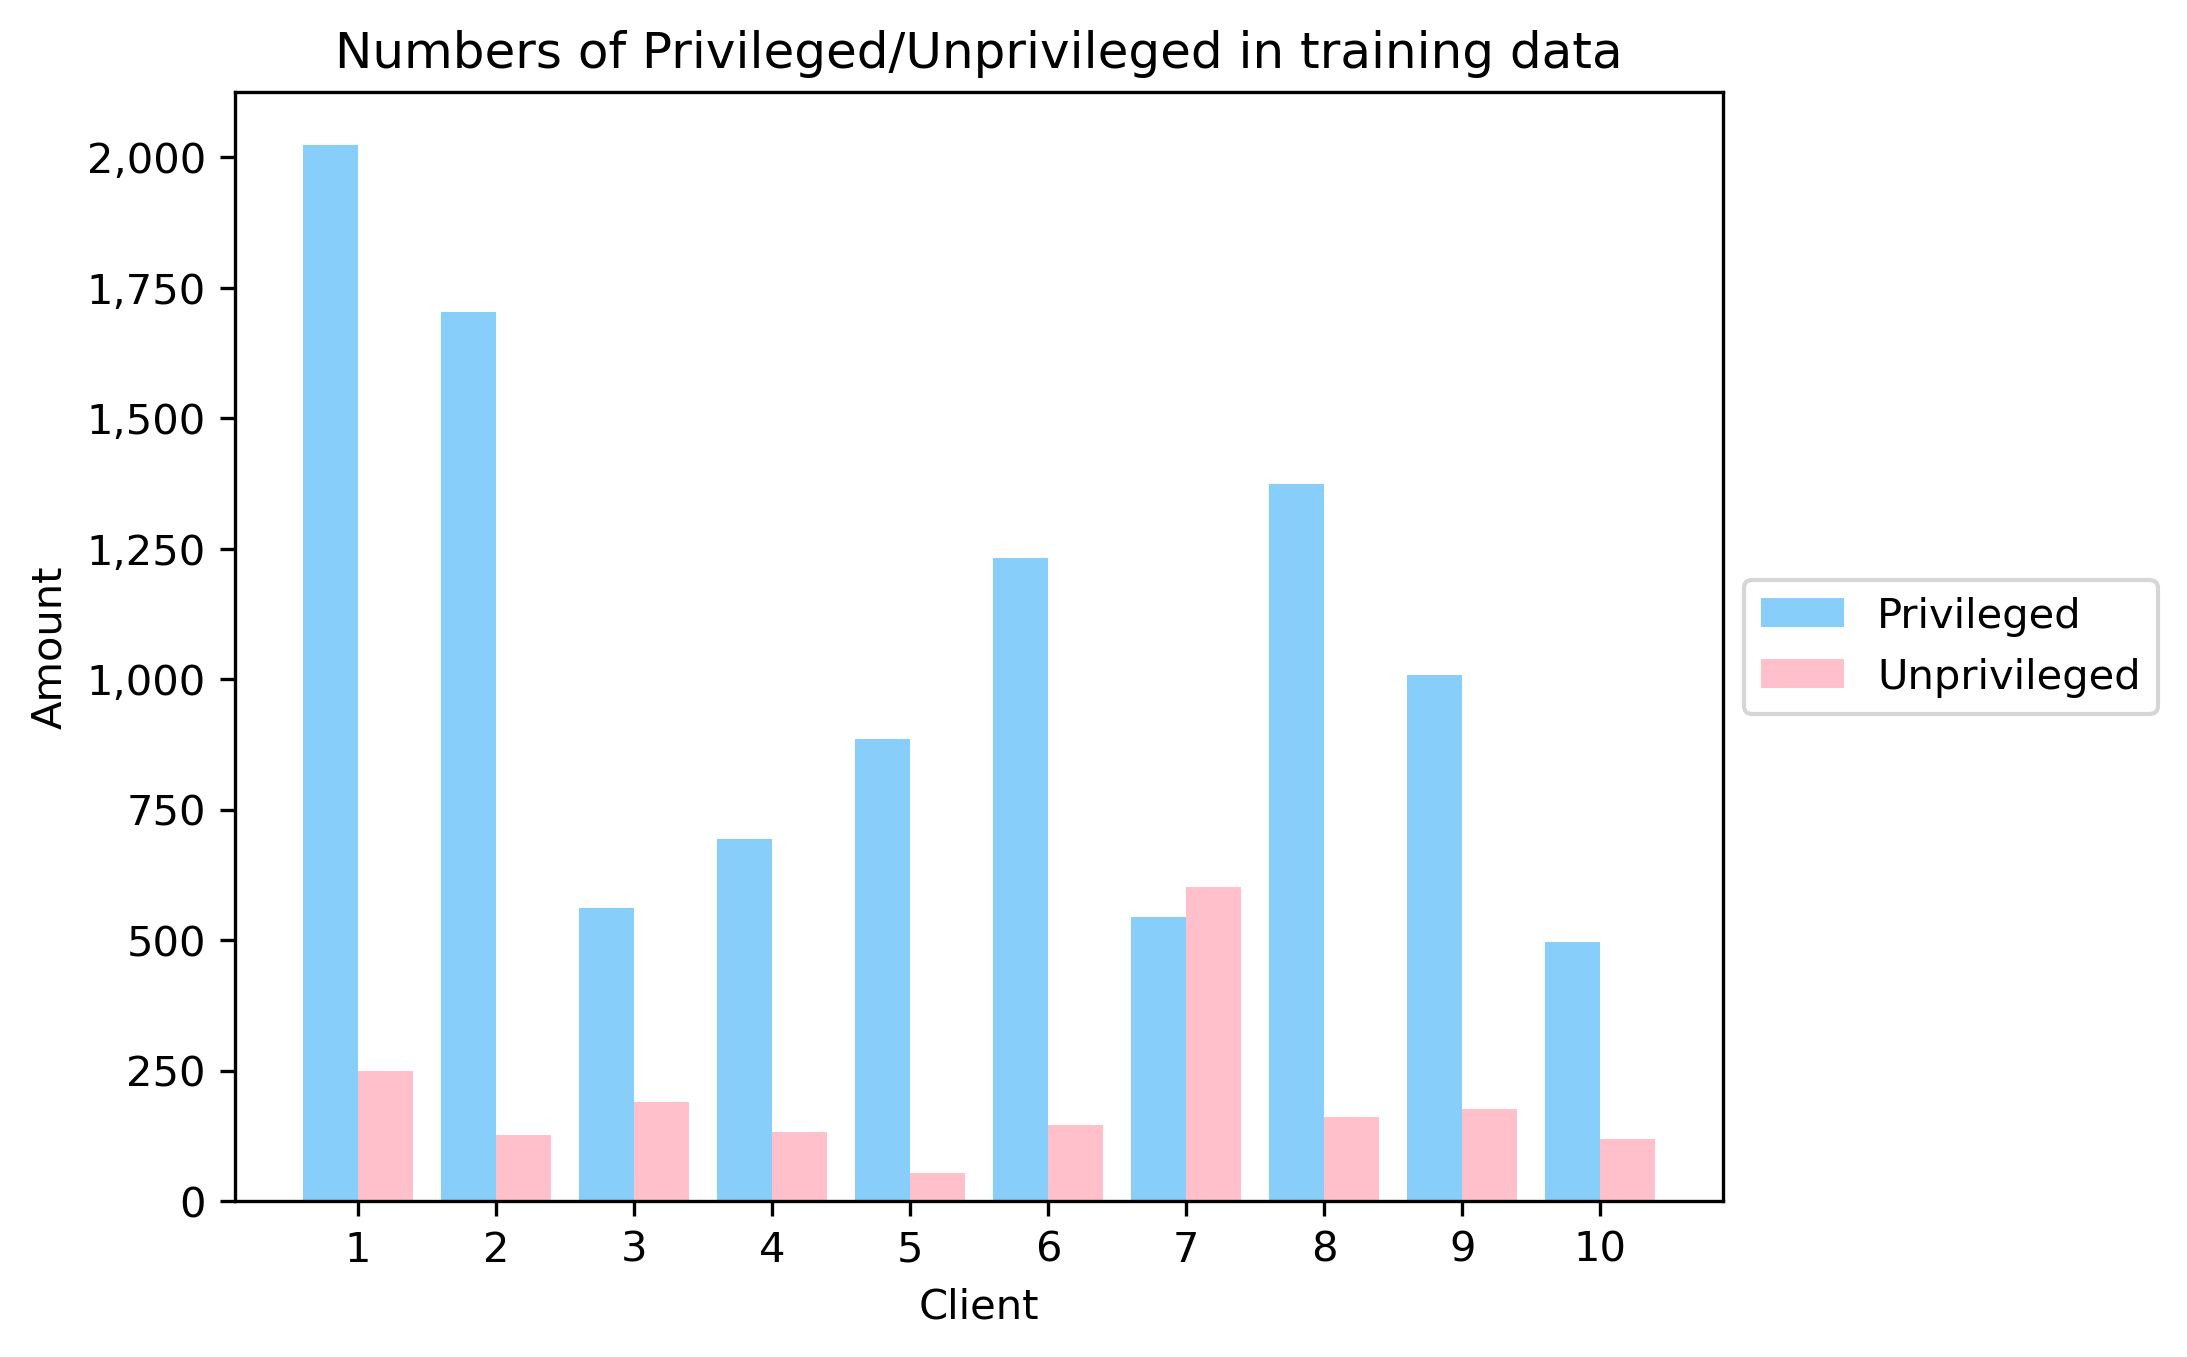 Numbers of Privileged/Unprivileged in training data
2,000
1,750
1,500
1,250
1,000
750
500
250
0
Amount
1 2 3 4 5 6 7 8 9 10
Client
Privileged
Unprivileged